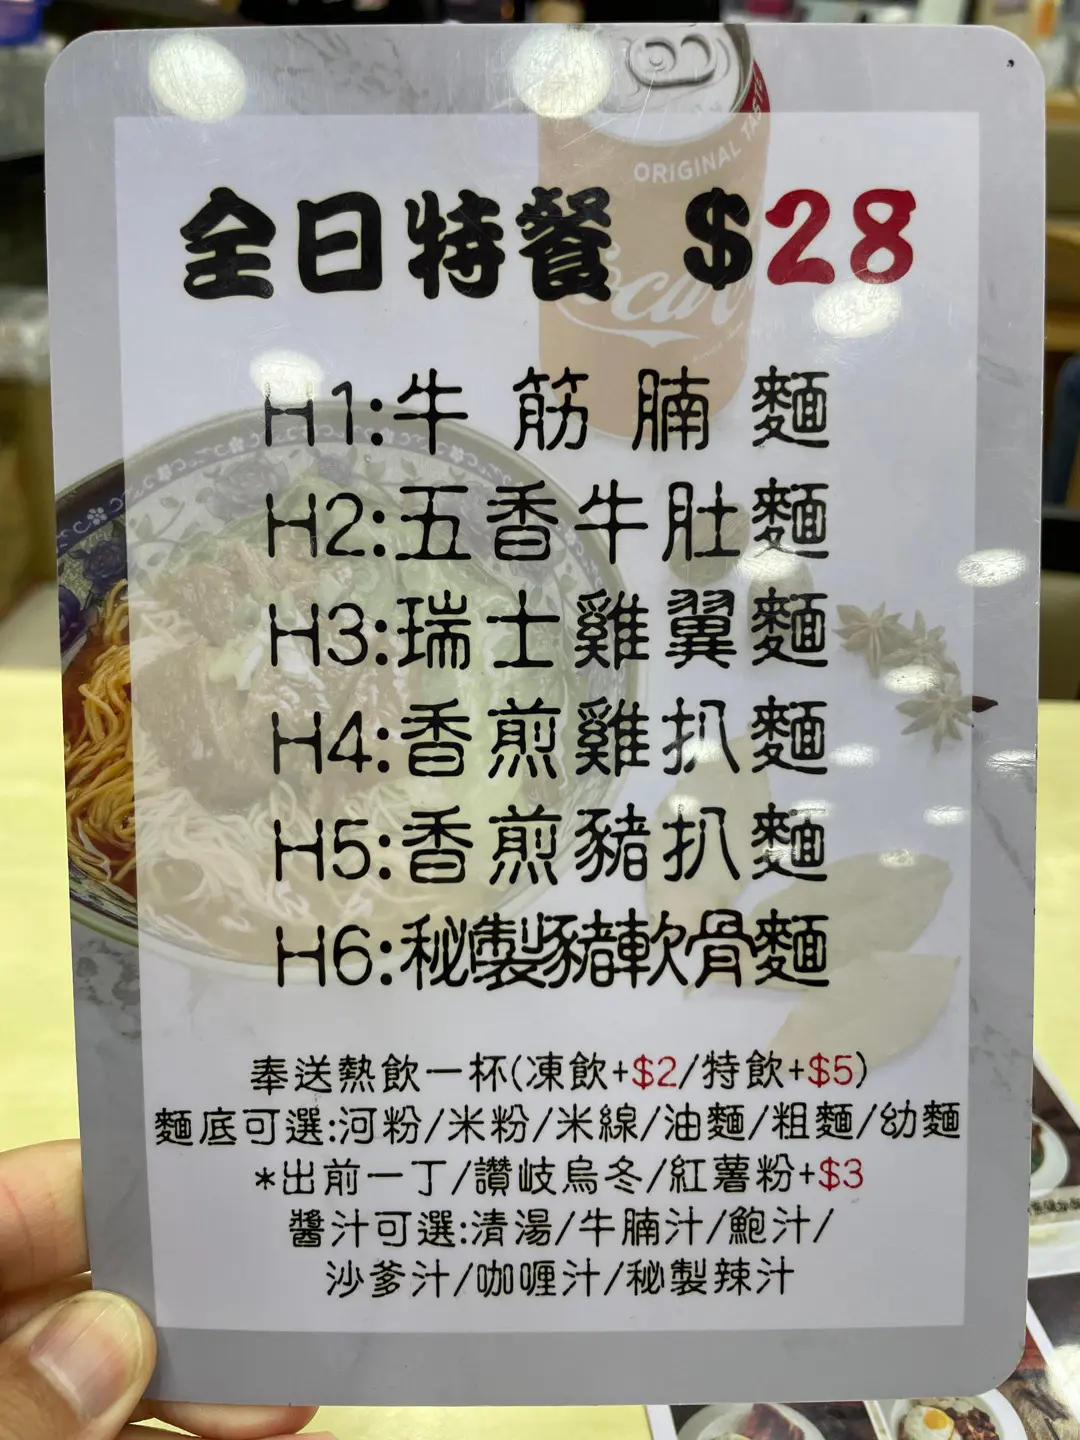 ORIGINAL TASTE
全日特餐 $28
H1:牛筋腩麵
H2:五香牛肚麵
H3:瑞士雞翼麵
H4:香煎雞扒麵
H5:香煎豬扒麵
H6:秘製豬軟骨麵
奉送熱飲一杯(凍飲+$2/特飲+$5)
麵底可選:河粉/米粉/米線/油麵/粗麵/幼麵
*出前一丁/讚岐烏冬/紅薯粉+$3
醬汁可選:清湯/牛腩汁/鮑汁/
沙爹汁/咖喱汁/秘製辣汁